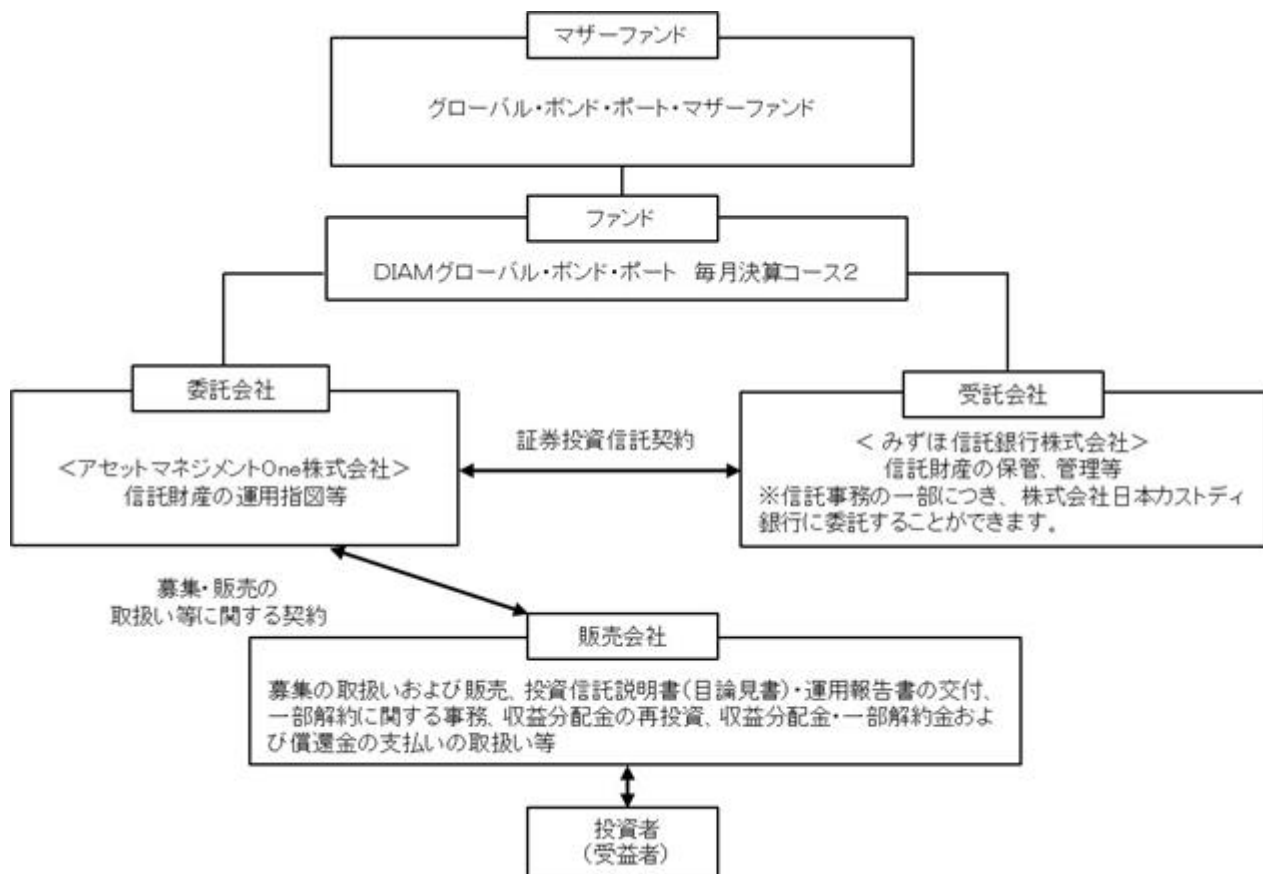 マザーファンド
グローバル・ボンド・ポート・マザーファンド
ファンド
DIAMグローバル・ボンド・ポート　毎月決算コース2
委託会社
<アセットマネジメントOne株式会社>
信託財産の運用指図等
証券投資信託契約
受託会社
< みずほ信託銀行株式会社>
信託財産の保管、管理等
※信託事務の一部につき、株式会社日本カストディ
銀行に委託することができます。
募集・販売の
取扱い等に関する契約
販売会社
募集の取扱いおよび販売、投資信託説明書(目論見書)・運用報告書の交付、
一部解約に関する事務、収益分配金の再投資、収益分配金・一部解約金およ
び償還金の支払いの取扱い等
投資者
(受益者)